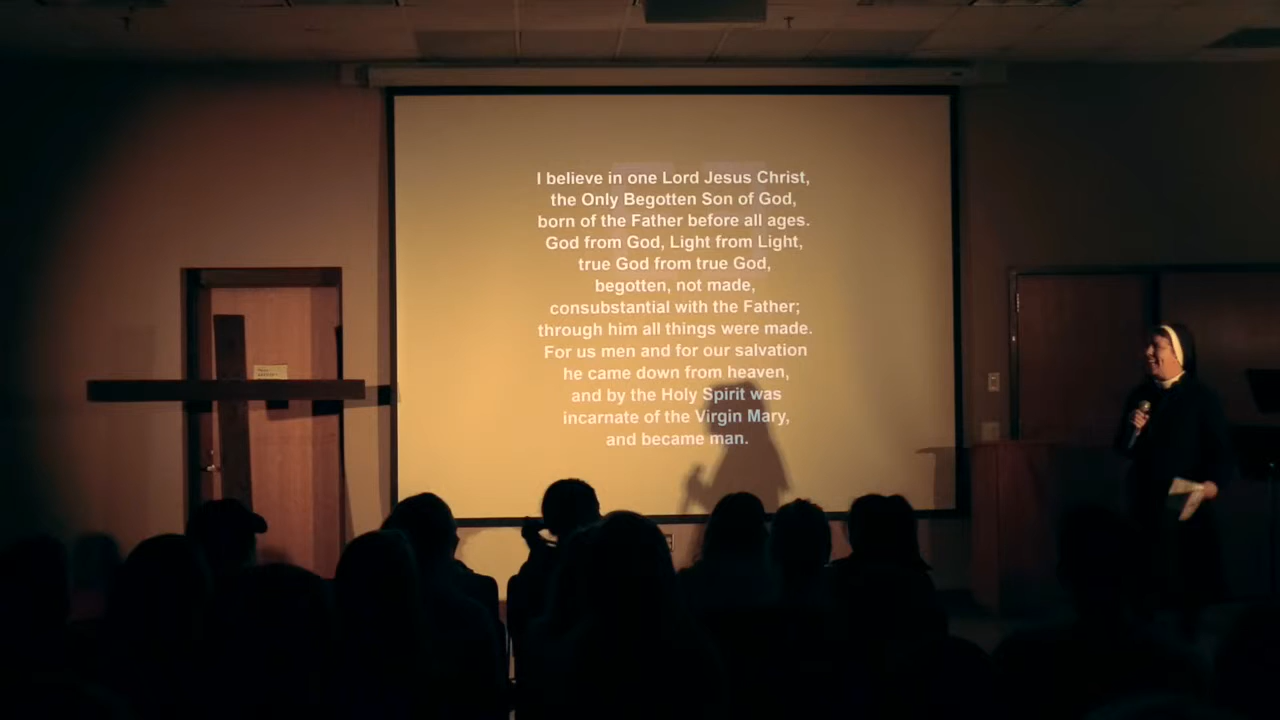 I believe in one Lord Jesus Christ,
the Only Begotten Son of God,
born of the Father before all ages.
God from God, Light from Light,
true God from true God,
begotten, not made,
consubstantial with the Father;
through him all things were made.
For us men and for our salvation
he came down from heaven,
and by the Holy Spirit was
incarnate of the Virgin Mary,
and became man.